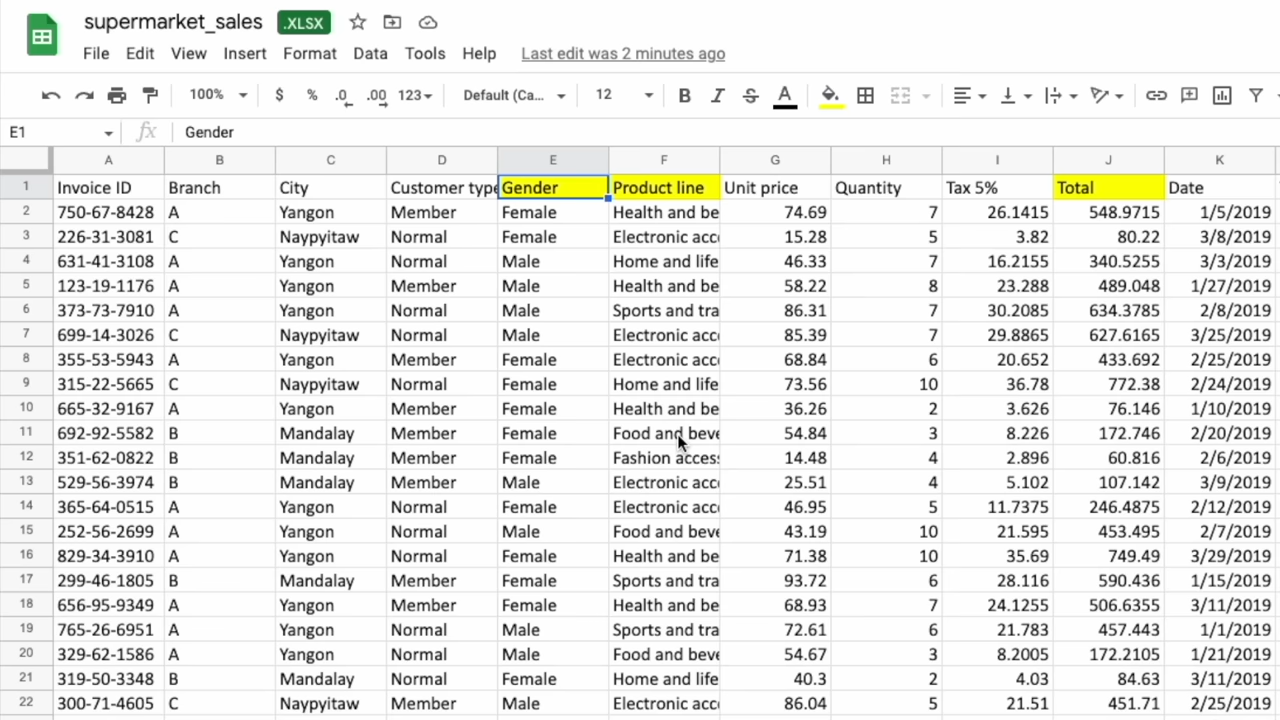 supermarket_sales .XLSX
File Edit View Insert Format Data Tools Help Last edit was 2 minutes ago
100% $ % .0 .00 123 Default (Ca... 12 B I S A
E1 fx Gender
A B C D E F G H I J K
1 Invoice ID Branch City Customer type Gender Product line Unit price Quantity Tax 5% Total Date
2 750-67-8428 A Yangon Member Female Health and be 74.69 7 26.1415 548.9715 1/5/2019
3 226-31-3081 C Naypyitaw Normal Female Electronic acc 15.28 5 3.82 80.22 3/8/2019
4 631-41-3108 A Yangon Normal Male Home and life 46.33 7 16.2155 340.5255 3/3/2019
5 123-19-1176 A Yangon Member Male Health and be 58.22 8 23.288 489.048 1/27/2019
6 373-73-7910 A Yangon Normal Male Sports and tra 86.31 7 30.2085 634.3785 2/8/2019
7 699-14-3026 C Naypyitaw Normal Male Electronic acc 85.39 7 29.8865 627.6165 3/25/2019
8 355-53-5943 A Yangon Member Female Electronic acc 68.84 6 20.652 433.692 2/25/2019
9 315-22-5665 C Naypyitaw Normal Female Home and life 73.56 10 36.78 772.38 2/24/2019
10 665-32-9167 A Yangon Member Female Health and be 36.26 2 3.626 76.146 1/10/2019
11 692-92-5582 B Mandalay Member Female Food and beve 54.84 3 8.226 172.746 2/20/2019
12 351-62-0822 B Mandalay Member Female Fashion access 14.48 4 2.896 60.816 2/6/2019
13 529-56-3974 B Mandalay Member Male Electronic acc 25.51 4 5.102 107.142 3/9/2019
14 365-64-0515 A Yangon Normal Female Electronic acc 46.95 5 11.7375 246.4875 2/12/2019
15 252-56-2699 A Yangon Normal Male Food and beve 43.19 10 21.595 453.495 2/7/2019
16 829-34-3910 A Yangon Normal Female Health and be 71.38 10 35.69 749.49 3/29/2019
17 299-46-1805 B Mandalay Member Female Sports and tra 93.72 6 28.116 590.436 1/15/2019
18 656-95-9349 A Yangon Member Female Health and be 68.93 7 24.1255 506.6355 3/11/2019
19 765-26-6951 A Yangon Normal Male Sports and tra 72.61 6 21.783 457.443 1/1/2019
20 329-62-1586 A Yangon Normal Male Food and beve 54.67 3 8.2005 172.2105 1/21/2019
21 319-50-3348 B Mandalay Normal Female Home and life 40.3 2 4.03 84.63 3/11/2019
22 300-71-4605 C Naypyitaw Member Male Electronic acc 86.04 5 21.51 451.71 2/25/2019